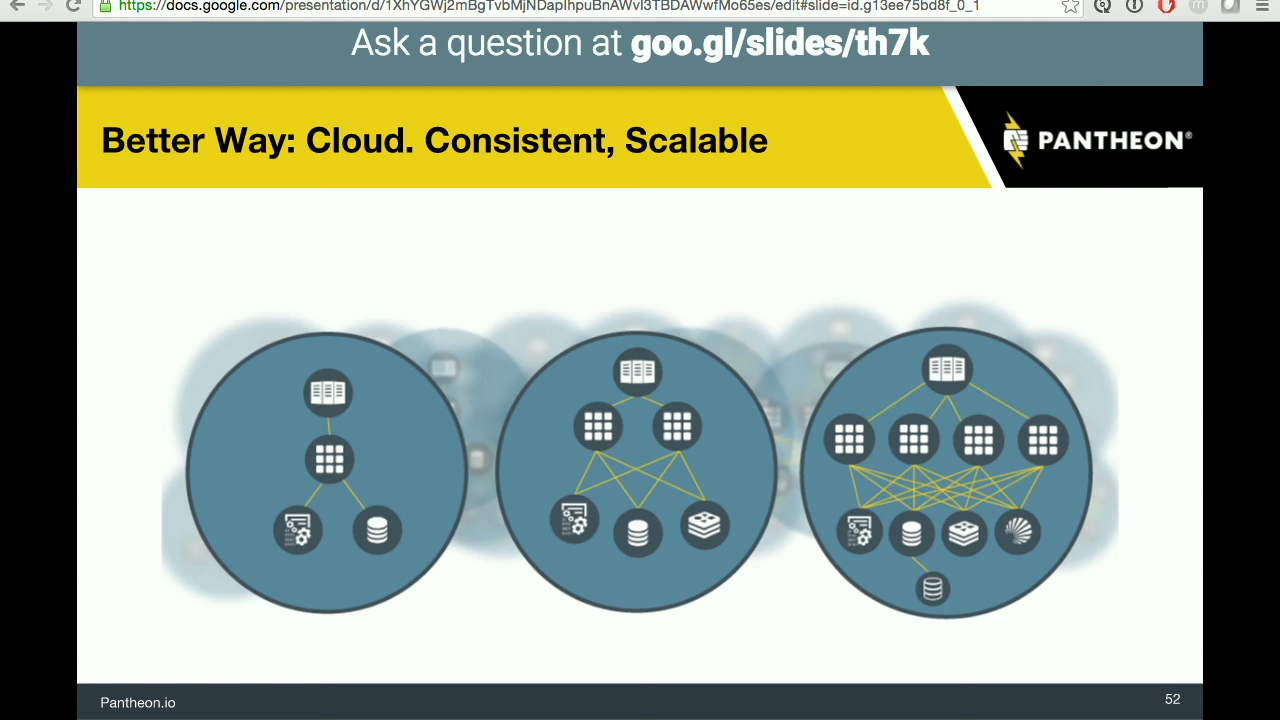 https://docs.google.com/presentation/d/1XhYGWj2mBgTvbMjNDapIhpuBnAWvl3TBDAWwfMo65es/edit#slide=id.g13ee75bd8f_0_1
Ask a question at goo.gl/slides/th7k
Better Way: Cloud. Consistent, Scalable
PANTHEON®
Pantheon.io
52